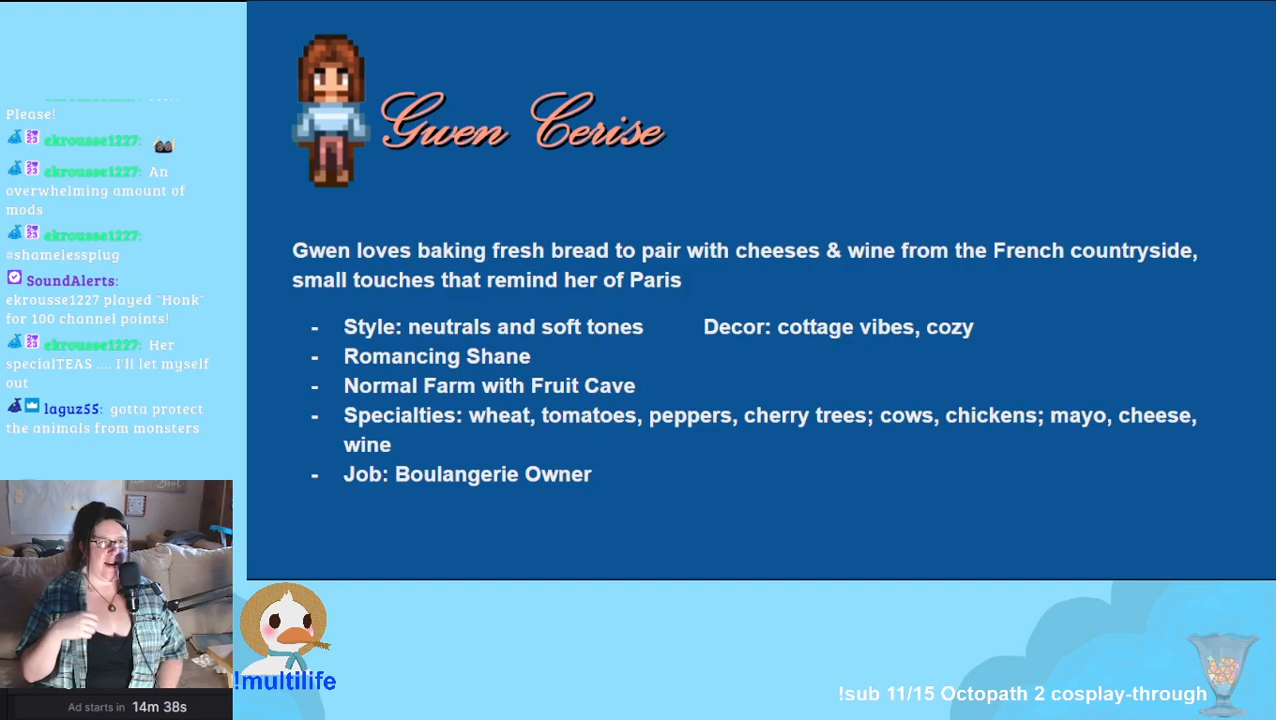 Please!
ekrousse1227:
ekrousse1227: An
overwhelming amount of
mods
ekrousse1227:
#shamelessplug
SoundAlerts:
ekrousse1227 played "Honk"
for 100 channel points!
ekrousse1227: Her
specialTEAS .... I'll let myself
out
laguz55: gotta protect
the animals from monsters
Gwen Cerise
Gwen loves baking fresh bread to pair with cheeses & wine from the French countryside,
small touches that remind her of Paris
- Style: neutrals and soft tones Decor: cottage vibes, cozy
- Romancing Shane
- Normal Farm with Fruit Cave
- Specialties: wheat, tomatoes, peppers, cherry trees; cows, chickens; mayo, cheese,
wine
- Job: Boulangerie Owner
!multilife
!sub 11/15 Octopath 2 cosplay-through
Ad starts in 14m 38s